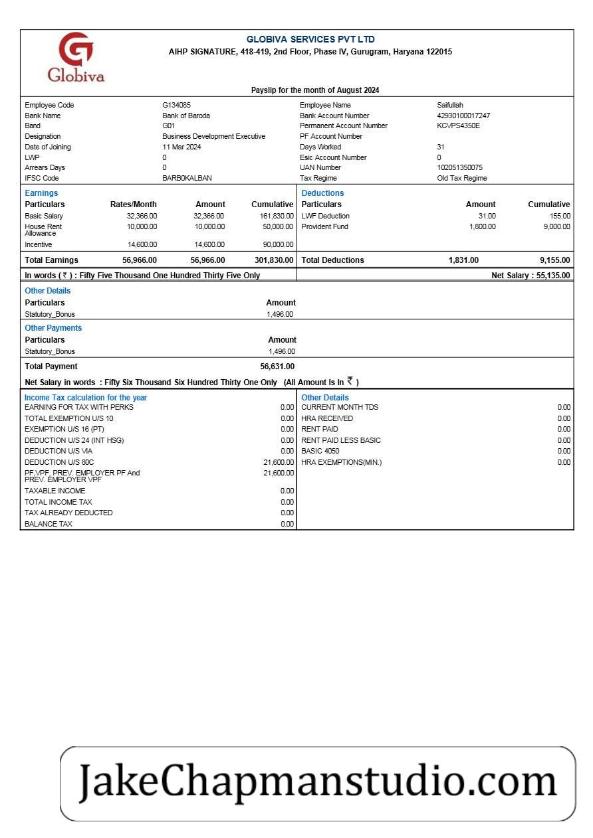 GLOBIVA SERVICES PVT LTD
AIHP SIGNATURE, 418-419, 2nd Floor, Phase IV, Gurugram, Haryana 122015
Globiva
Payslip for the month of August 2024
Employee Code G134085 Employee Name Saifullah
Bank Name Bank of Baroda Bank Account Number 42930100017247
Band G01 Permanent Account Number KCVPS4350E
Designation Business Development Executive PF Account Number
Date of Joining 11 Mar 2024 Days Worked 31
LWP 0 Esic Account Number 0
Arrears Days 0 UAN Number 102051350075
IFSC Code BARB0KALBAN Tax Regime Old Tax Regime
Earnings Deductions
Particulars Rates/Month Amount Cumulative Particulars Amount Cumulative
Basic Salary 32,366.00 32,366.00 161,830.00 LWF Deduction 31.00 155.00
House Rent Allowance 10,000.00 10,000.00 50,000.00 Provident Fund 1,800.00 9,000.00
Incentive 14,600.00 14,600.00 90,000.00
Total Earnings 56,966.00 56,966.00 301,830.00 Total Deductions 1,831.00 9,155.00
In words (₹) : Fifty Five Thousand One Hundred Thirty Five Only Net Salary : 55,135.00
Other Details
Particulars Amount
Statutory_Bonus 1,496.00
Other Payments
Particulars Amount
Statutory_Bonus 1,496.00
Total Payment 56,631.00
Net Salary in words : Fifty Six Thousand Six Hundred Thirty One Only (All Amount Is In ₹ )
Income Tax calculation for the year Other Details
EARNING FOR TAX WITH PERKS 0.00 CURRENT MONTH TDS 0.00
TOTAL EXEMPTION U/S 10 0.00 HRA RECEIVED 0.00
EXEMPTION U/S 16 (PT) 0.00 RENT PAID 0.00
DEDUCTION U/S 24 (INT HSG) 0.00 RENT PAID LESS BASIC 0.00
DEDUCTION U/S VIA 0.00 BASIC 4050 0.00
DEDUCTION U/S 80C 21,600.00 HRA EXEMPTIONS(MIN.) 0.00
PF,VPF, PREV. EMPLOYER PF And PREV. EMPLOYER VPF 21,600.00
TAXABLE INCOME 0.00
TOTAL INCOME TAX 0.00
TAX ALREADY DEDUCTED 0.00
BALANCE TAX 0.00
JakeChapmanstudio.com